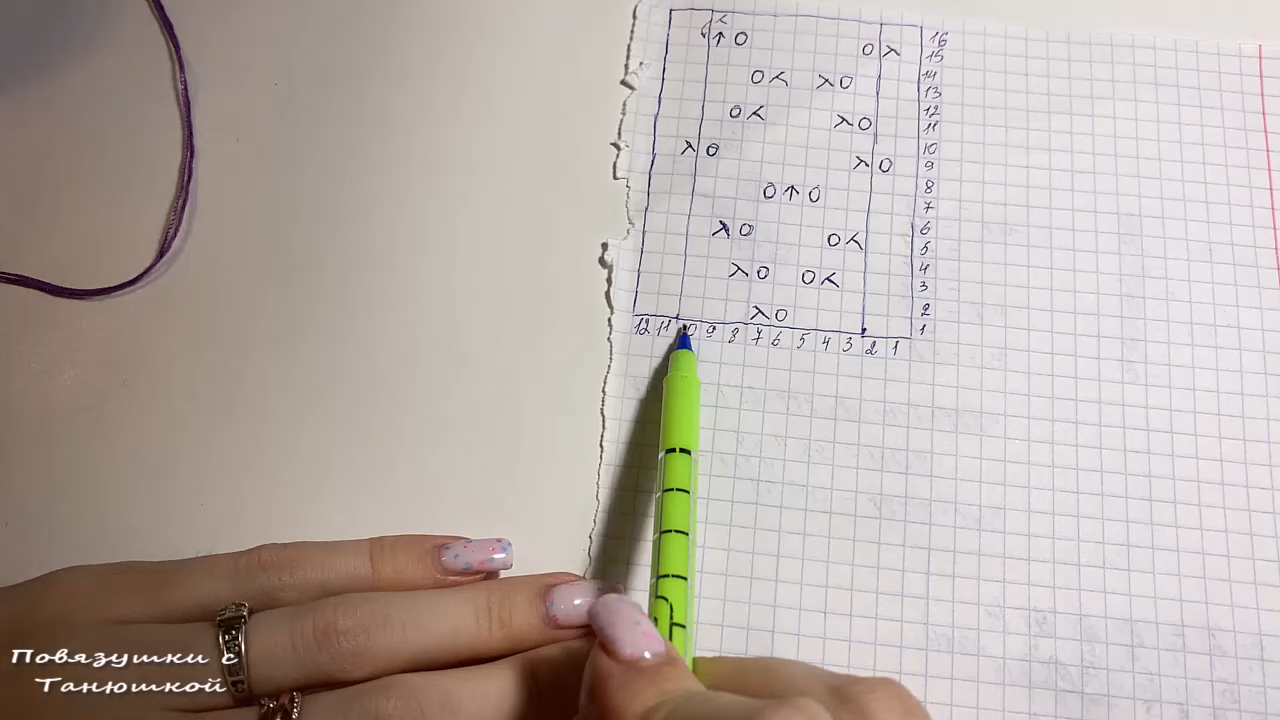 ↑ O O λ 16
15
O < λ O 14
13
O < λ O 12
11
λ O λ O 10
9
O ↑ O 8
7
λ O O < 6
5
λ O O < 4
3
λ O 2
12 11 10 9 8 7 6 5 4 3 2 1 1
Повязушки с
Танюшкой